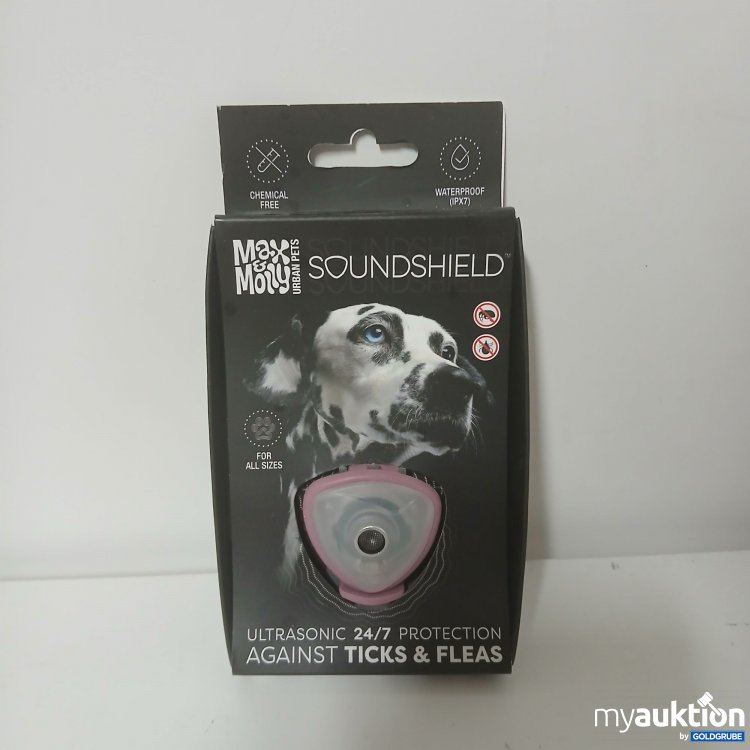 CHEMICAL
FREE
WATERPROOF
(IPX7)
Max
&
Molly
URBAN PETS
SOUNDSHIELD™
FOR
ALL SIZES
ULTRASONIC 24/7 PROTECTION
AGAINST TICKS & FLEAS
myauktion
by GOLDGRUBE